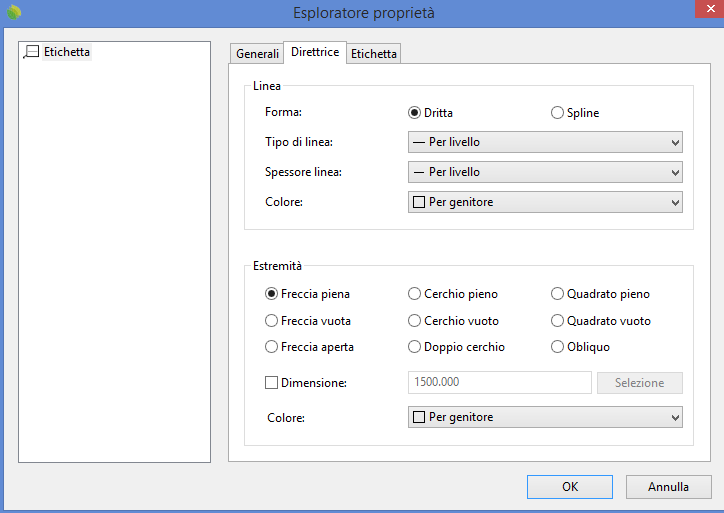 Esploratore proprietà
Etichetta
Generali Direttrice Etichetta
Linea
Forma: Dritta Spline
Tipo di linea: Per livello
Spessore linea: Per livello
Colore: Per genitore
Estremità
Freccia piena Cerchio pieno Quadrato pieno
Freccia vuota Cerchio vuoto Quadrato vuoto
Freccia aperta Doppio cerchio Obliquo
Dimensione: 1500.000 Selezione
Colore: Per genitore
OK Annulla